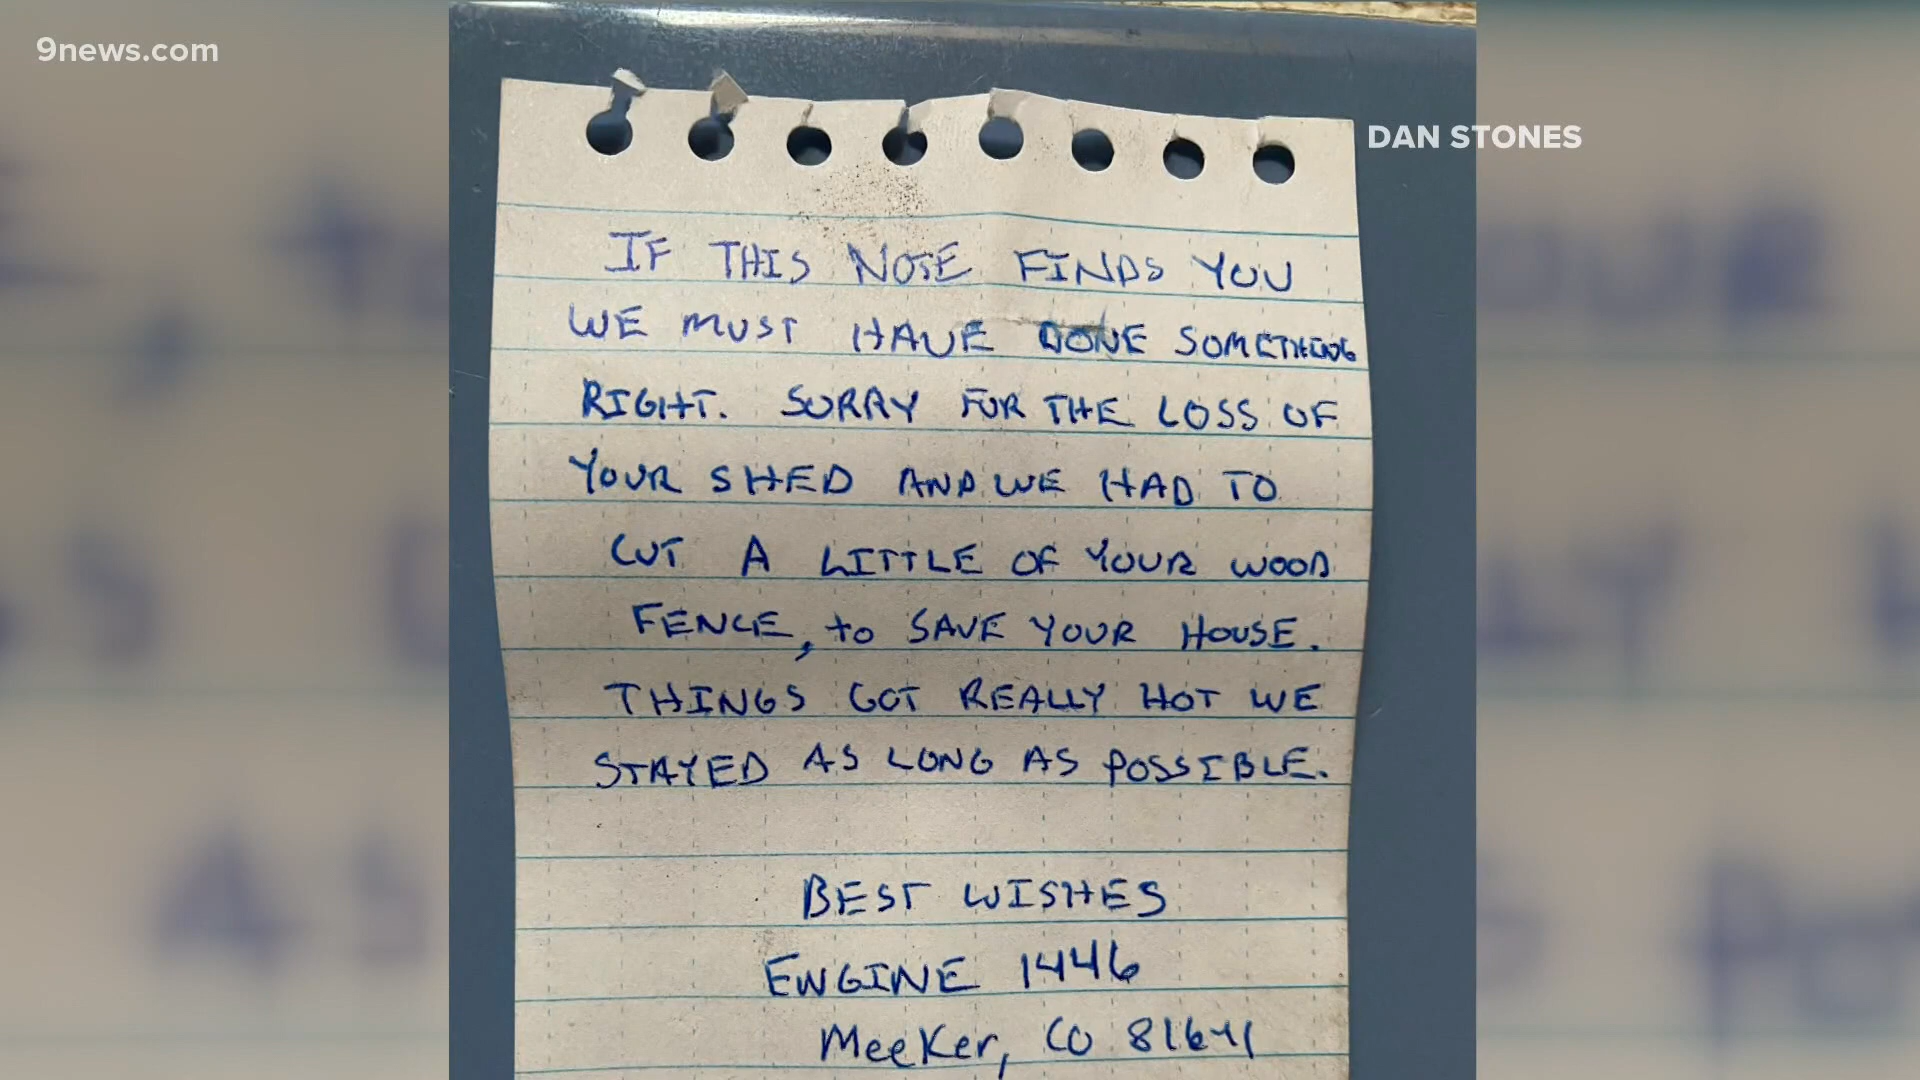 9news.com
DAN STONES
IF THIS NOTE FINDS YOU
WE MUST HAVE DONE SOMETHING
RIGHT. SORRY FOR THE LOSS OF
YOUR SHED AND WE HAD TO
CUT A LITTLE OF YOUR WOOD
FENCE, to SAVE YOUR HOUSE.
THINGS GOT REALLY HOT WE
STAYED AS LONG AS POSSIBLE.
BEST WISHES
ENGINE 1446
MeeKer, CO 81641